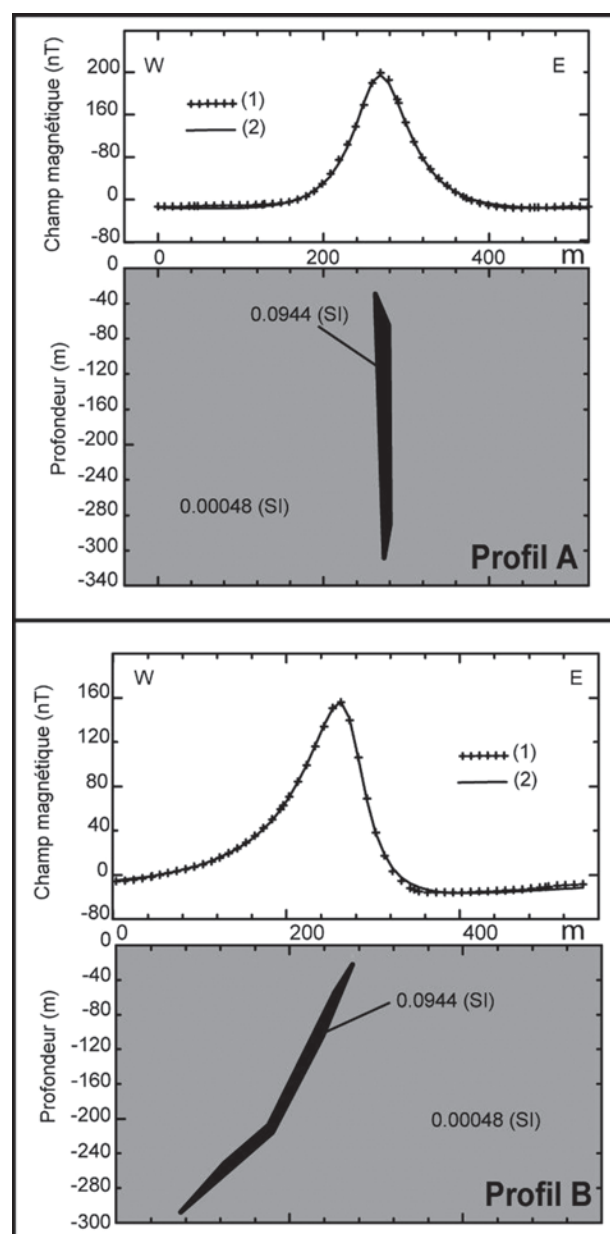 Champ magnétique (nT)
200
160
-80
0
-80
W
E
(1)
(2)
0
200
400
m
Profondeur (m)
0
-40
-80
-120
-160
-200
-240
-280
-300
-340
0.0944 (SI)
0.00048 (SI)
Profil A
Champ magnétique (nT)
160
120
80
40
0
-80
W
E
(1)
(2)
200
400
m
Profondeur (m)
0
-40
-80
-120
-160
-200
-240
-280
-300
0.0944 (SI)
0.00048 (SI)
Profil B